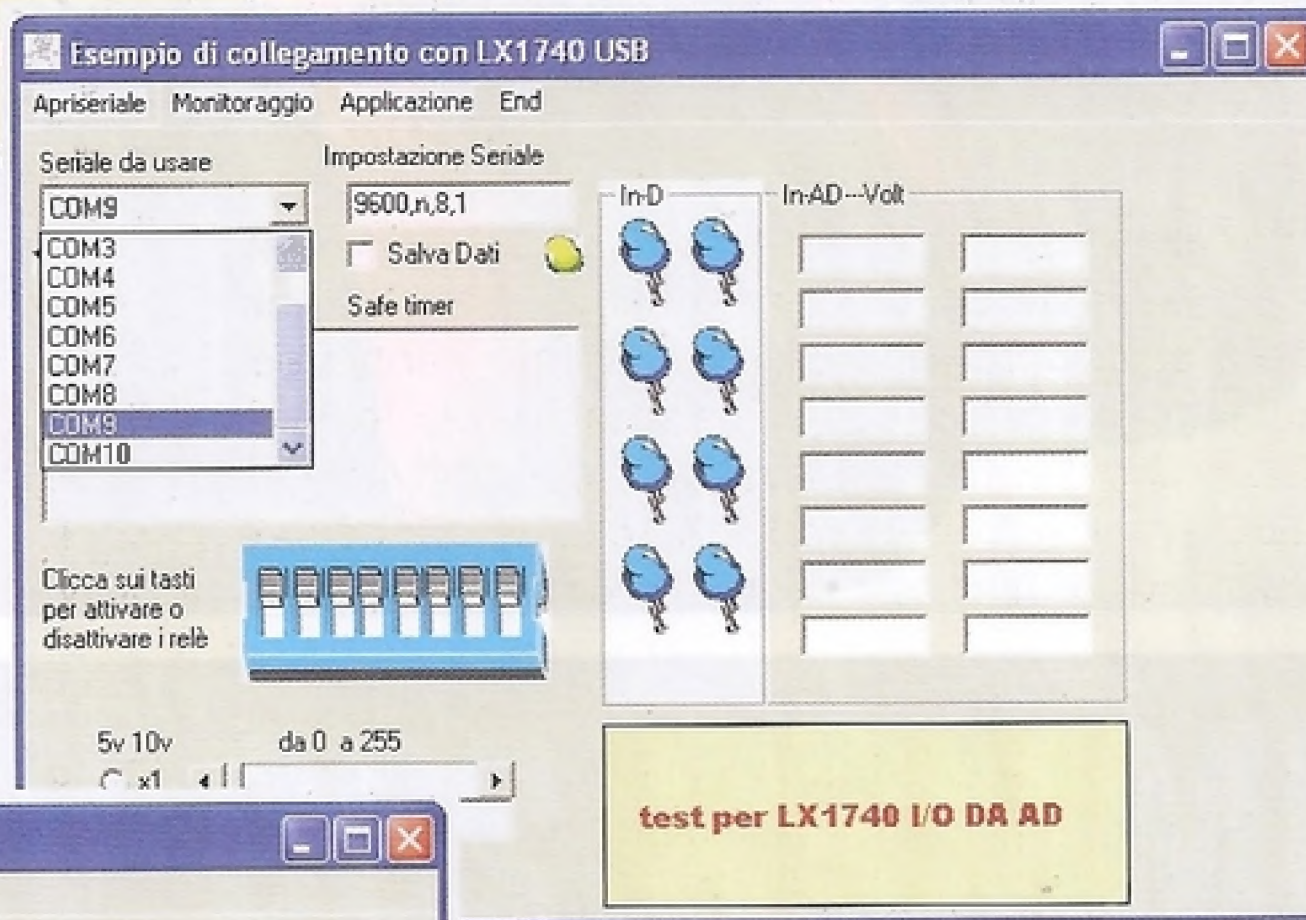 Esempio di collegamento con LX1740 USB
Apriseriale Monitoraggio Applicazione End
Seriale da usare
Impostazione Seriale
COM9
9600,n,8,1
COM3
COM4
COM5
COM6
COM7
COM8
COM9
COM10
Salva Dati
Safe timer
In-D
In-AD---Volt
Clicca sui tasti
per attivare o
disattivare i relè
5v 10v
da 0 a 255
x1
test per LX1740 I/O DA AD